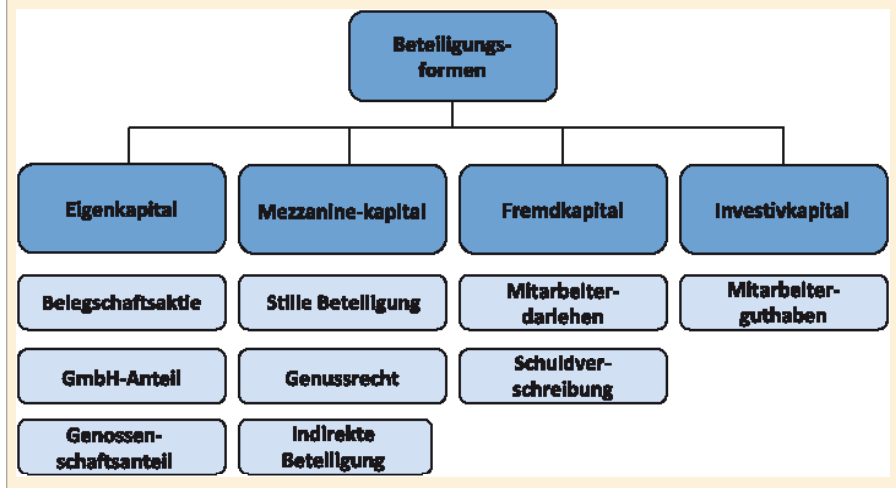 Beteiligungs-
formen
Eigenkapital
Mezzanine-kapital
Fremdkapital
Investivkapital
Belegschaftsaktie
Stille Beteiligung
Mitarbeiter-
darlehen
Mitarbeiter-
guthaben
GmbH-Anteil
Genussrecht
Schuldver-
schreibung
Genossen-
schaftsanteil
Indirekte
Beteiligung